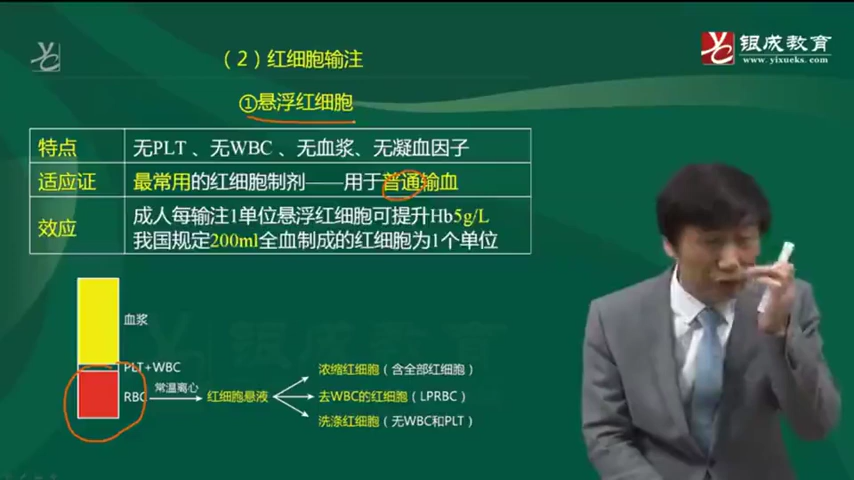 （2）红细胞输注
银成教育
www.yixueks.com
①悬浮红细胞
特点 无PLT 、无WBC 、无血浆、无凝血因子
适应证 最常用的红细胞制剂——用于普通输血
效应 成人每输注1单位悬浮红细胞可提升Hb5g/L
我国规定200ml全血制成的红细胞为1个单位
血浆
银成教育
PLT+WBC
RBC 常温离心 红细胞悬液
浓缩红细胞（含全部红细胞）
去WBC的红细胞（LPRBC）
洗涤红细胞（无WBC和PLT）